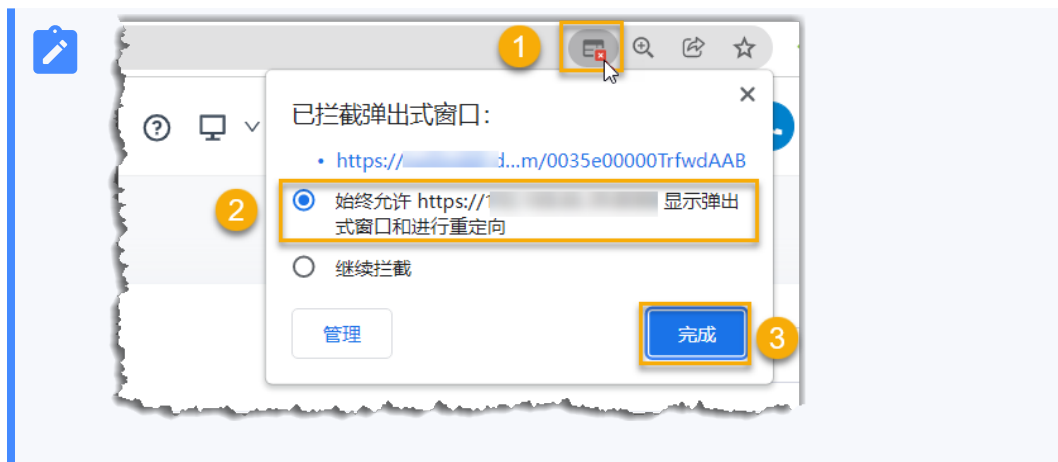 1
已拦截弹出式窗口:
• https:// d...m/0035e00000TrfwdAAB
2
始终允许 https://1 显示弹出
式窗口和进行重定向
继续拦截
管理
完成
3